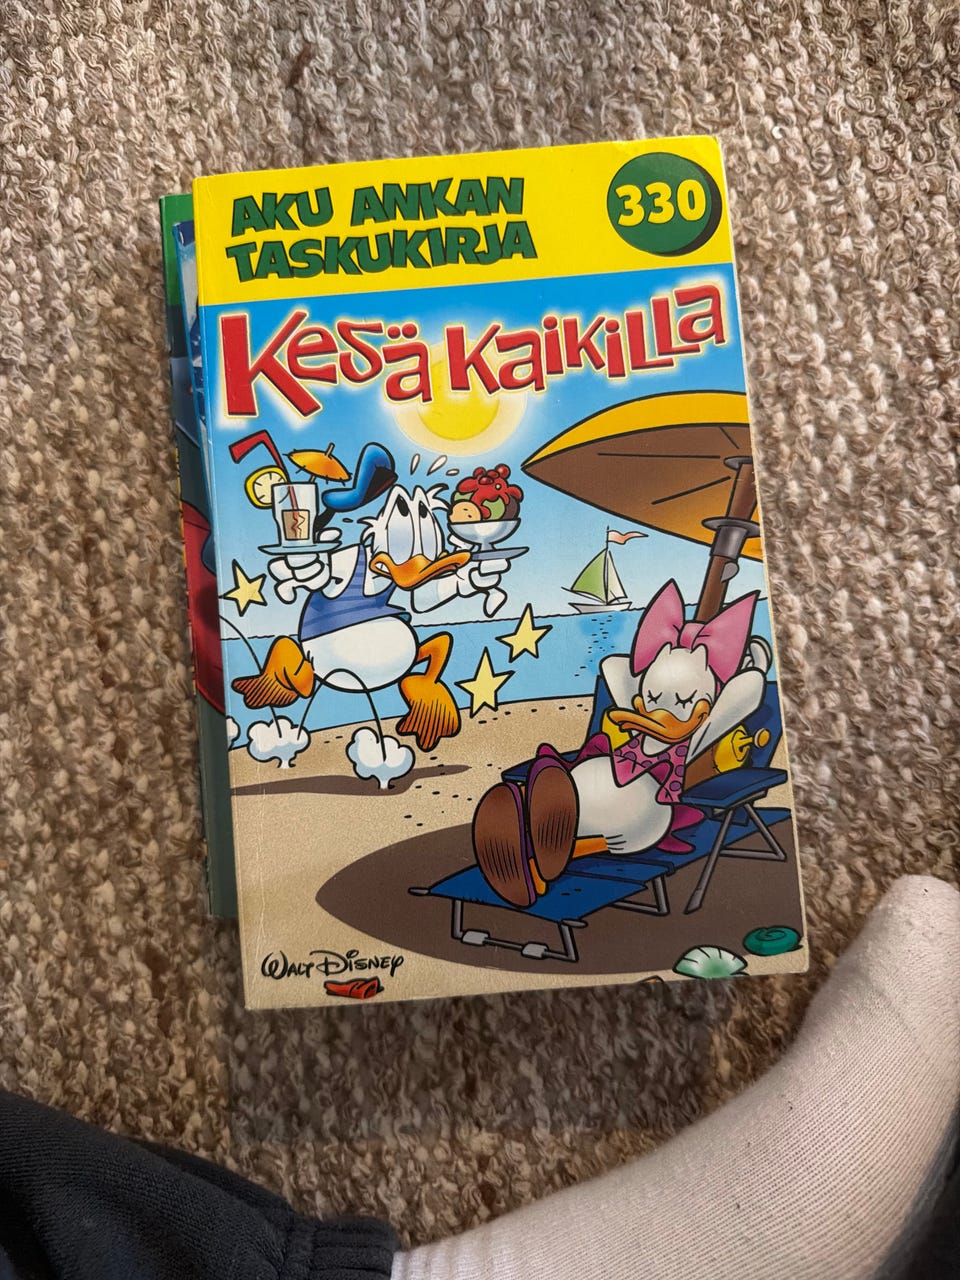 AKU ANKAN
TASKUKIRJA
330
KESÄ KAIKILLA
WALT DISNEY